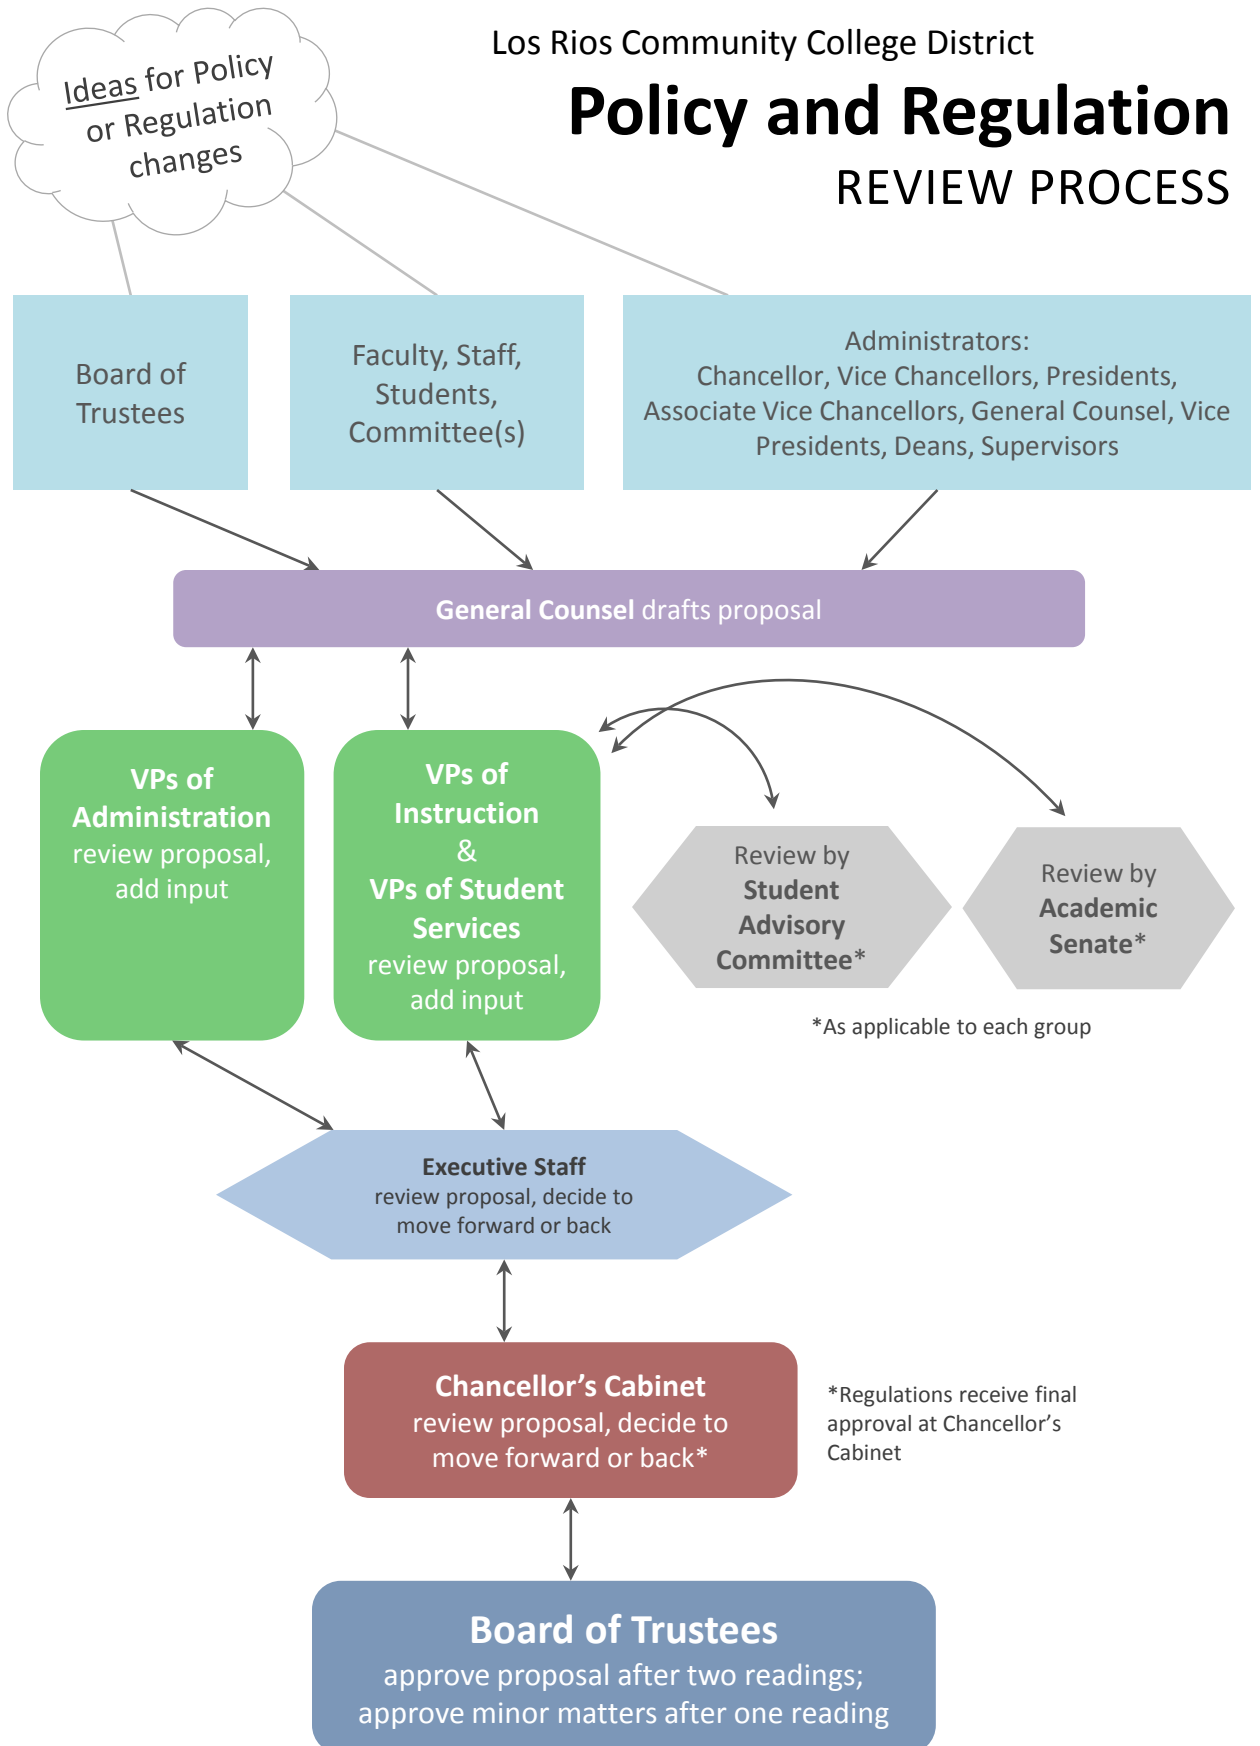 Los Rios Community College District
Policy and Regulation
REVIEW PROCESS
Ideas for Policy
or Regulation
changes
Board of
Trustees
Faculty, Staff,
Students,
Committee(s)
Administrators:
Chancellor, Vice Chancellors, Presidents,
Associate Vice Chancellors, General Counsel, Vice
Presidents, Deans, Supervisors
General Counsel drafts proposal
VPs of
Administration
review proposal,
add input
VPs of
Instruction
&
VPs of Student
Services
review proposal,
add input
Review by
Student
Advisory
Committee*
Review by
Academic
Senate*
*As applicable to each group
Executive Staff
review proposal, decide to
move forward or back
Chancellor’s Cabinet
review proposal, decide to
move forward or back*
*Regulations receive final
approval at Chancellor’s
Cabinet
Board of Trustees
approve proposal after two readings;
approve minor matters after one reading